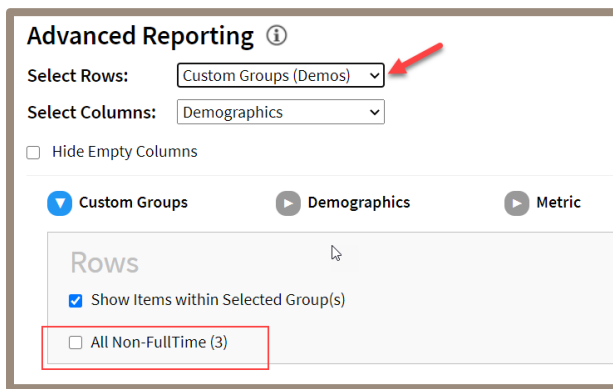 Advanced Reporting
Select Rows: Custom Groups (Demos)
Select Columns: Demographics
Hide Empty Columns
Custom Groups Demographics Metric
Rows
Show Items within Selected Group(s)
All Non-FullTime (3)